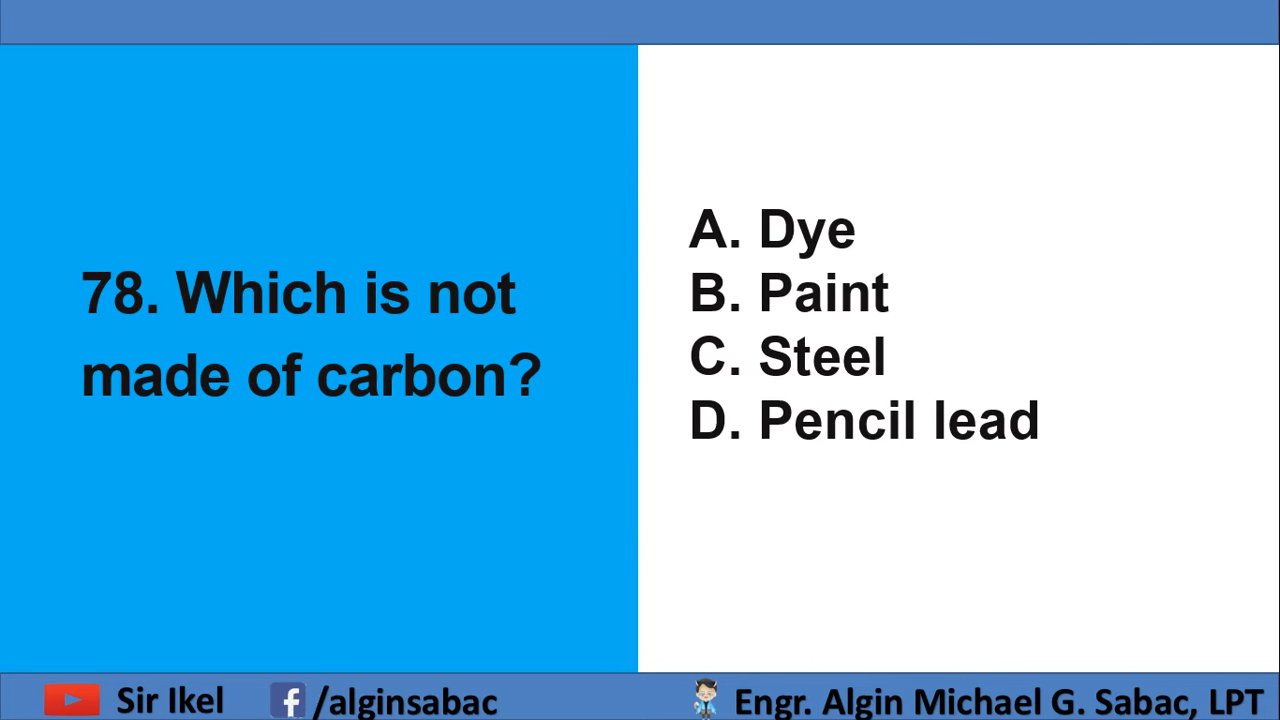 78. Which is not
made of carbon?
A. Dye
B. Paint
C. Steel
D. Pencil lead
Sir Ikel
/alginsabac
Engr. Algin Michael G. Sabac, LPT